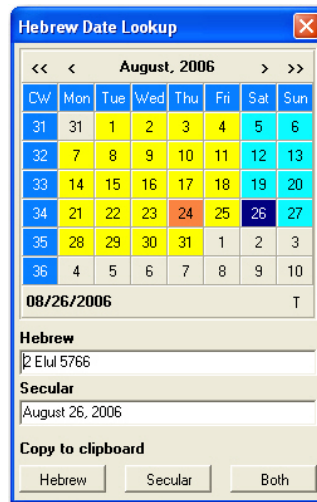 Hebrew Date Lookup
<< < August, 2006 > >>
CW Mon Tue Wed Thu Fri Sat Sun
31 31 1 2 3 4 5 6
32 7 8 9 10 11 12 13
33 14 15 16 17 18 19 20
34 21 22 23 24 25 26 27
35 28 29 30 31 1 2 3
36 4 5 6 7 8 9 10
08/26/2006 T
Hebrew
2 Elul 5766
Secular
August 26, 2006
Copy to clipboard
Hebrew Secular Both